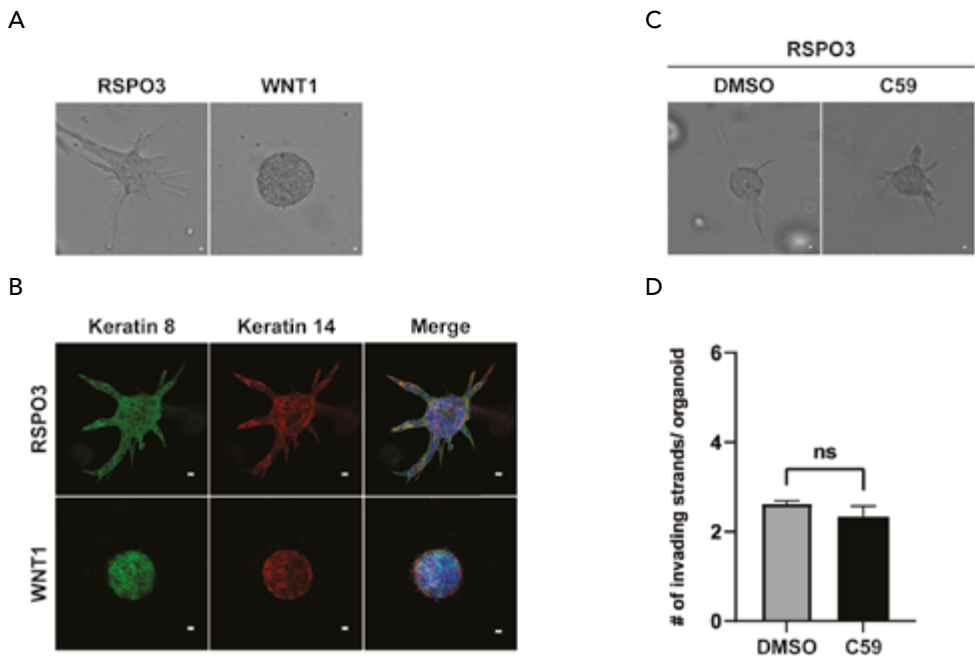 A
RSPO3 WNT1
B
Keratin 8 Keratin 14 Merge
RSPO3
WNT1
C
RSPO3
DMSO C59
D
# of invading strands/ organoid
6
4
2
0
ns
DMSO C59